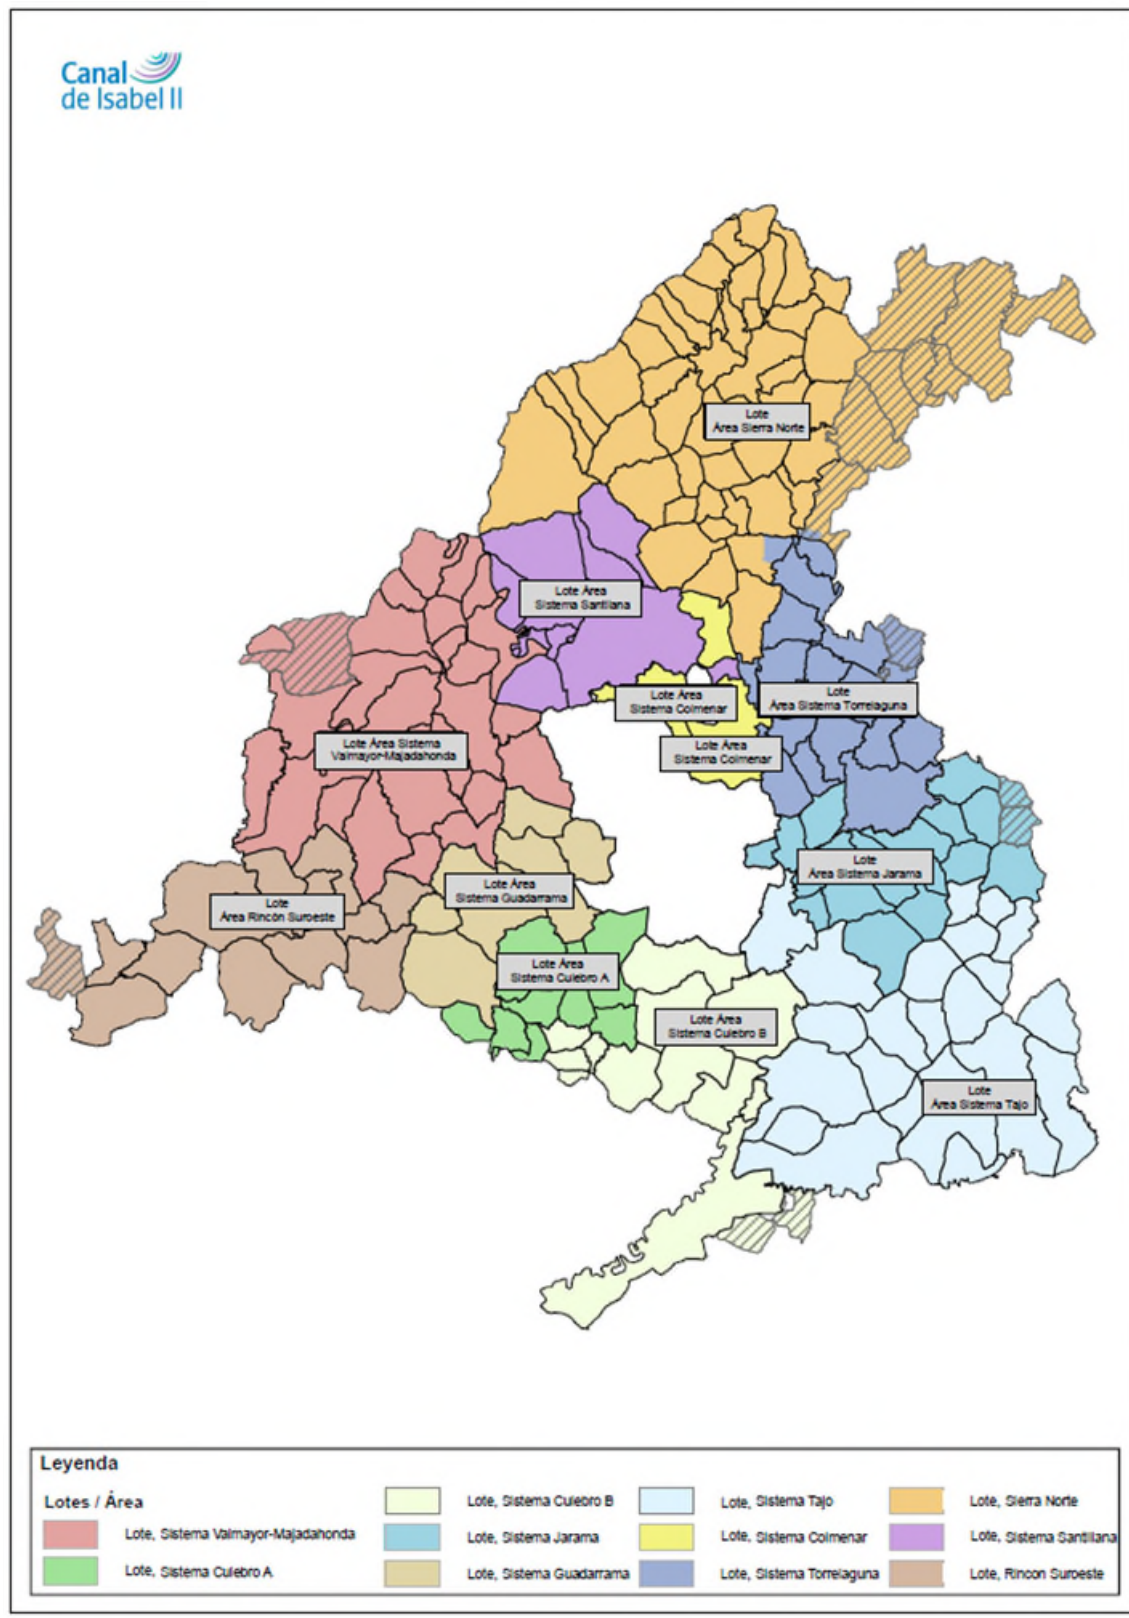 Canal
de Isabel II
Lote
Área Sierra Norte
Lote Área
Sistema Santillana
Lote Área
Sistema Colmenar
Lote
Área Sistema Torrelaguna
Lote Área Sistema
Valmayor-Majadahonda
Lote Área
Sistema Colmenar
Lote
Área Sistema Jarama
Lote Área
Sistema Guadarrama
Lote
Área Rincón Suroeste
Lote Área
Sistema Culebro A
Lote Área
Sistema Culebro B
Lote
Área Sistema Tajo
Leyenda
Lotes / Área
Lote, Sistema Valmayor-Majadahonda
Lote, Sistema Culebro A
Lote, Sistema Culebro B
Lote, Sistema Jarama
Lote, Sistema Guadarrama
Lote, Sistema Tajo
Lote, Sistema Colmenar
Lote, Sistema Torrelaguna
Lote, Sierra Norte
Lote, Sistema Santillana
Lote, Rincon Suroeste